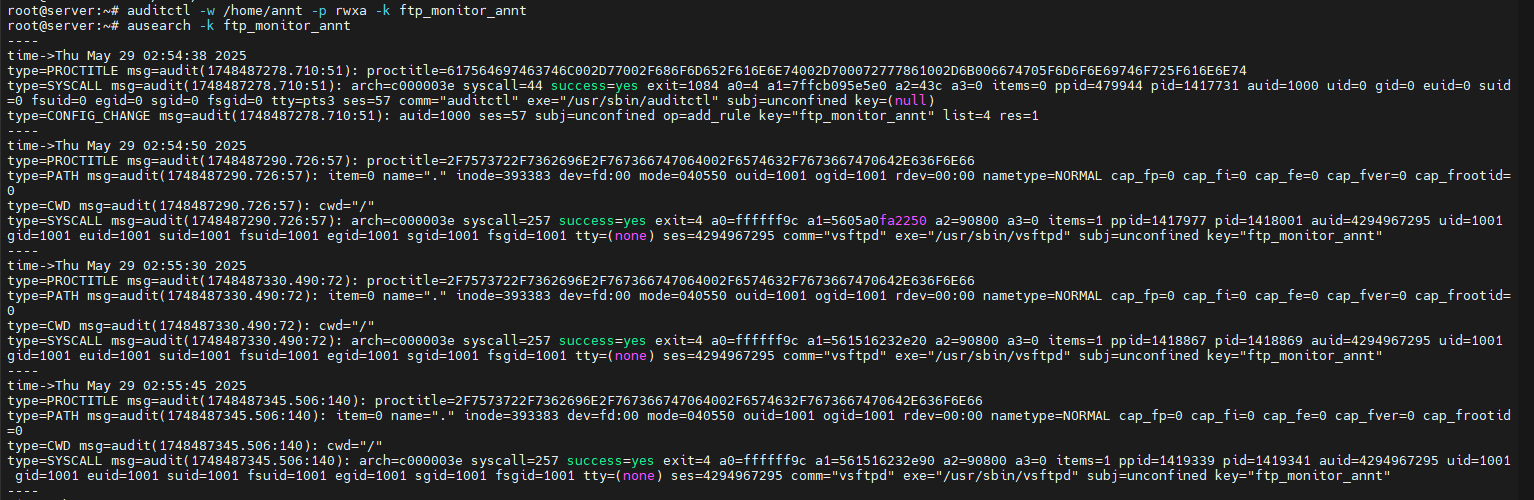 root@server:~# auditctl -w /home/annt -p rwxa -k ftp_monitor_annt
root@server:~# ausearch -k ftp_monitor_annt
----
time->Thu May 29 02:54:38 2025
type=PROCTITLE msg=audit(1748487278.710:51): proctitle=617564697463746C002D77002F686F6D652F616E6E74002D700072777861002D6B006674705F6D6F6E69746F725F616E6E74
type=SYSCALL msg=audit(1748487278.710:51): arch=c000003e syscall=44 success=yes exit=1084 a0=4 a1=7ffcb095e5e0 a2=43c a3=0 items=0 ppid=479944 pid=1417731 auid=1000 uid=0 gid=0 euid=0 suid
=0 fsuid=0 egid=0 sgid=0 fsgid=0 tty=pts3 ses=57 comm="auditctl" exe="/usr/sbin/auditctl" subj=unconfined key=(null)
type=CONFIG_CHANGE msg=audit(1748487278.710:51): auid=1000 ses=57 subj=unconfined op=add_rule key="ftp_monitor_annt" list=4 res=1
----
time->Thu May 29 02:54:50 2025
type=PROCTITLE msg=audit(1748487290.726:57): proctitle=2F7573722F7362696E2F767366747064002F6574632F7673667470642E636F6E66
type=PATH msg=audit(1748487290.726:57): item=0 name="." inode=393383 dev=fd:00 mode=040550 ouid=1001 ogid=1001 rdev=00:00 nametype=NORMAL cap_fp=0 cap_fi=0 cap_fe=0 cap_fver=0 cap_frootid=
0
type=CWD msg=audit(1748487290.726:57): cwd="/"
type=SYSCALL msg=audit(1748487290.726:57): arch=c000003e syscall=257 success=yes exit=4 a0=ffffff9c a1=5605a0fa2250 a2=90800 a3=0 items=1 ppid=1417977 pid=1418001 auid=4294967295 uid=1001
gid=1001 euid=1001 suid=1001 fsuid=1001 egid=1001 sgid=1001 fsgid=1001 tty=(none) ses=4294967295 comm="vsftpd" exe="/usr/sbin/vsftpd" subj=unconfined key="ftp_monitor_annt"
----
time->Thu May 29 02:55:30 2025
type=PROCTITLE msg=audit(1748487330.490:72): proctitle=2F7573722F7362696E2F767366747064002F6574632F7673667470642E636F6E66
type=PATH msg=audit(1748487330.490:72): item=0 name="." inode=393383 dev=fd:00 mode=040550 ouid=1001 ogid=1001 rdev=00:00 nametype=NORMAL cap_fp=0 cap_fi=0 cap_fe=0 cap_fver=0 cap_frootid=
0
type=CWD msg=audit(1748487330.490:72): cwd="/"
type=SYSCALL msg=audit(1748487330.490:72): arch=c000003e syscall=257 success=yes exit=4 a0=ffffff9c a1=561516232e20 a2=90800 a3=0 items=1 ppid=1418867 pid=1418869 auid=4294967295 uid=1001
gid=1001 euid=1001 suid=1001 fsuid=1001 egid=1001 sgid=1001 fsgid=1001 tty=(none) ses=4294967295 comm="vsftpd" exe="/usr/sbin/vsftpd" subj=unconfined key="ftp_monitor_annt"
----
time->Thu May 29 02:55:45 2025
type=PROCTITLE msg=audit(1748487345.506:140): proctitle=2F7573722F7362696E2F767366747064002F6574632F7673667470642E636F6E66
type=PATH msg=audit(1748487345.506:140): item=0 name="." inode=393383 dev=fd:00 mode=040550 ouid=1001 ogid=1001 rdev=00:00 nametype=NORMAL cap_fp=0 cap_fi=0 cap_fe=0 cap_fver=0 cap_frootid
=0
type=CWD msg=audit(1748487345.506:140): cwd="/"
type=SYSCALL msg=audit(1748487345.506:140): arch=c000003e syscall=257 success=yes exit=4 a0=ffffff9c a1=561516232e90 a2=90800 a3=0 items=1 ppid=1419339 pid=1419341 auid=4294967295 uid=1001
gid=1001 euid=1001 suid=1001 fsuid=1001 egid=1001 sgid=1001 fsgid=1001 tty=(none) ses=4294967295 comm="vsftpd" exe="/usr/sbin/vsftpd" subj=unconfined key="ftp_monitor_annt"
----